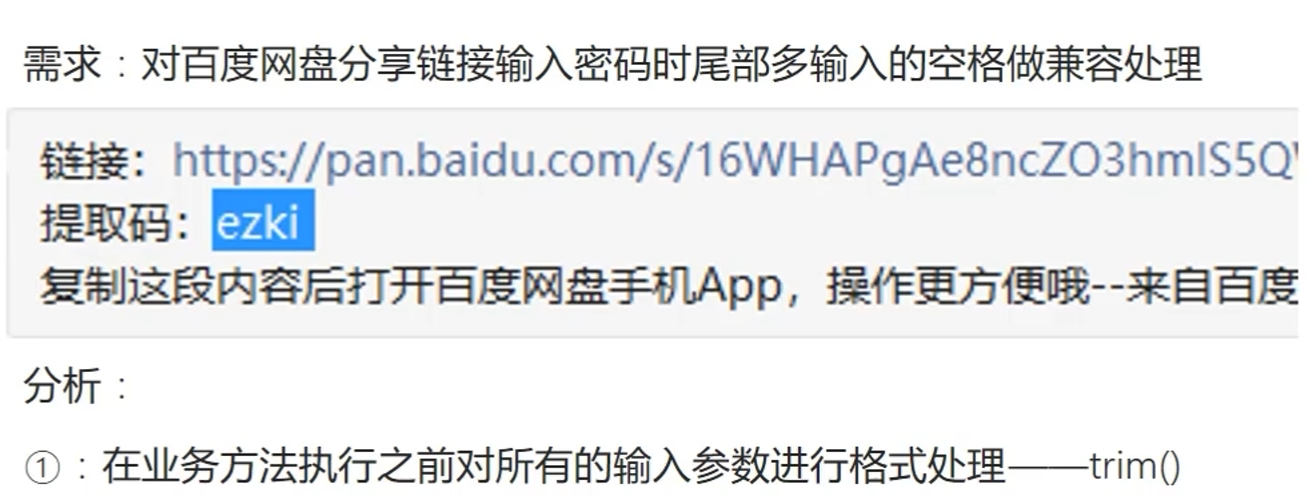 需求：对百度网盘分享链接输入密码时尾部多输入的空格做兼容处理
链接：https://pan.baidu.com/s/16WHAPgAe8ncZO3hmIS5Q
提取码：ezki
复制这段内容后打开百度网盘手机App，操作更方便哦--来自百度
分析：
①：在业务方法执行之前对所有的输入参数进行格式处理——trim()